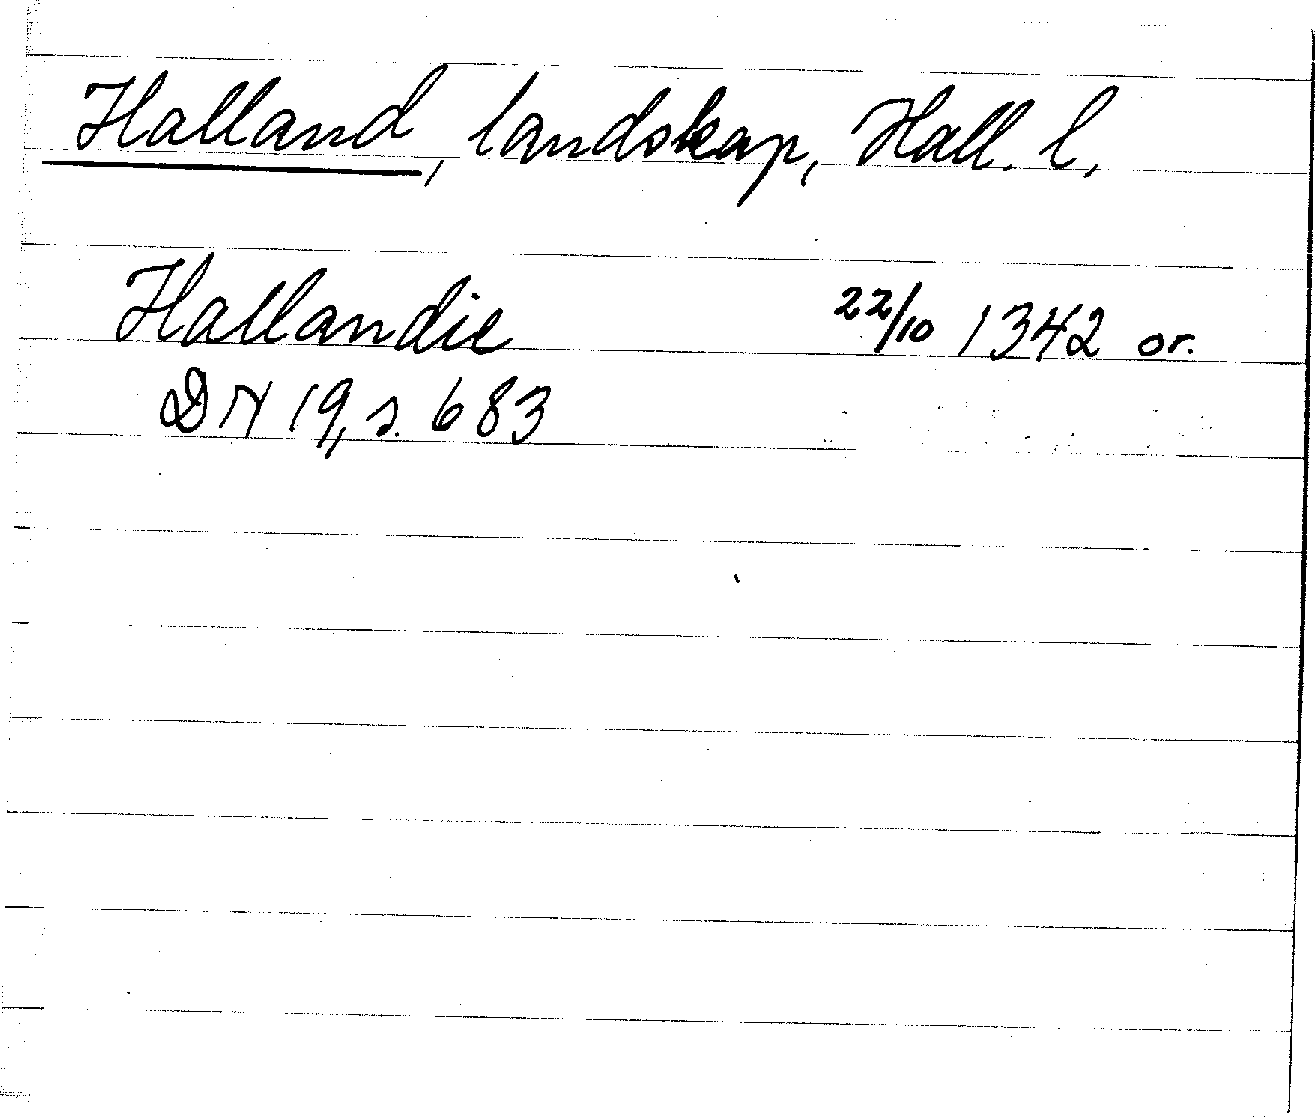 Halland, landskap, Hall. l,
Hallandie 22/10 1342 or.
DN 19, s. 683